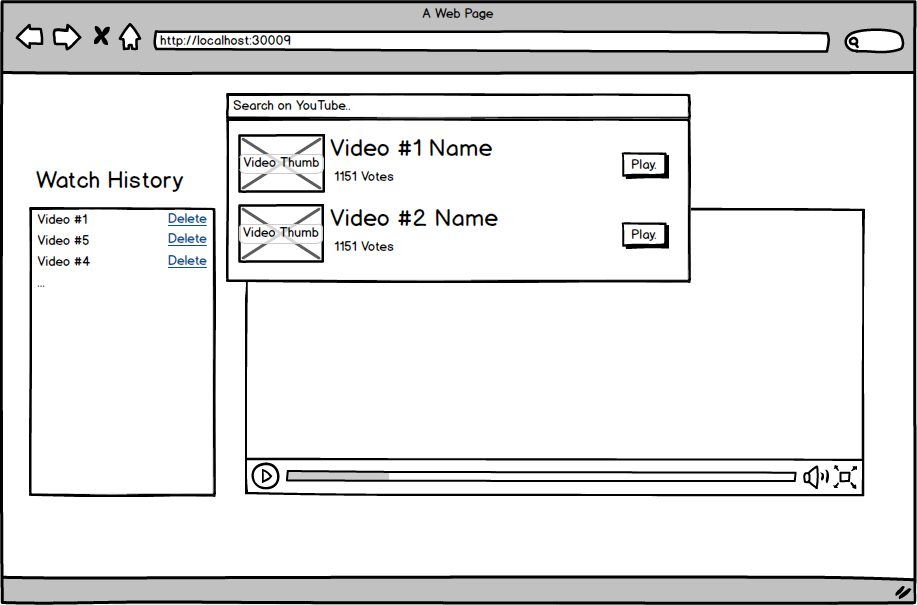 A Web Page
http://localhost:30009
Search on YouTube..
Video Thumb
Video #1 Name
1151 Votes
Play.
Video Thumb
Video #2 Name
1151 Votes
Play.
Watch History
Video #1 Delete
Video #5 Delete
Video #4 Delete
...